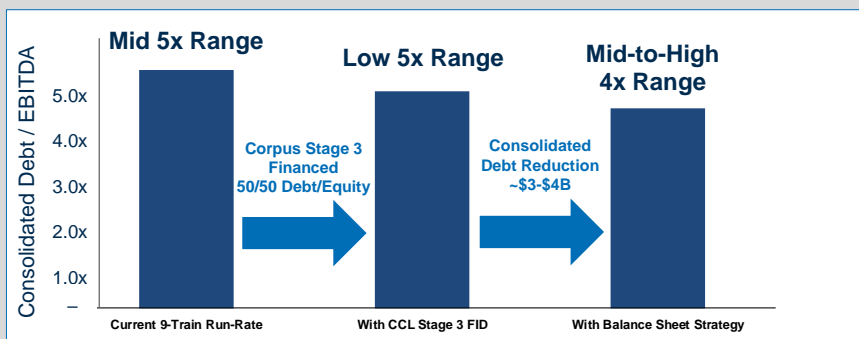 Mid 5x Range
Low 5x Range
Mid-to-High
4x Range
Consolidated Debt / EBITDA
5.0x
4.0x
3.0x
2.0x
1.0x
–
Corpus Stage 3
Financed
50/50 Debt/Equity
Consolidated
Debt Reduction
~$3-$4B
Current 9-Train Run-Rate
With CCL Stage 3 FID
With Balance Sheet Strategy